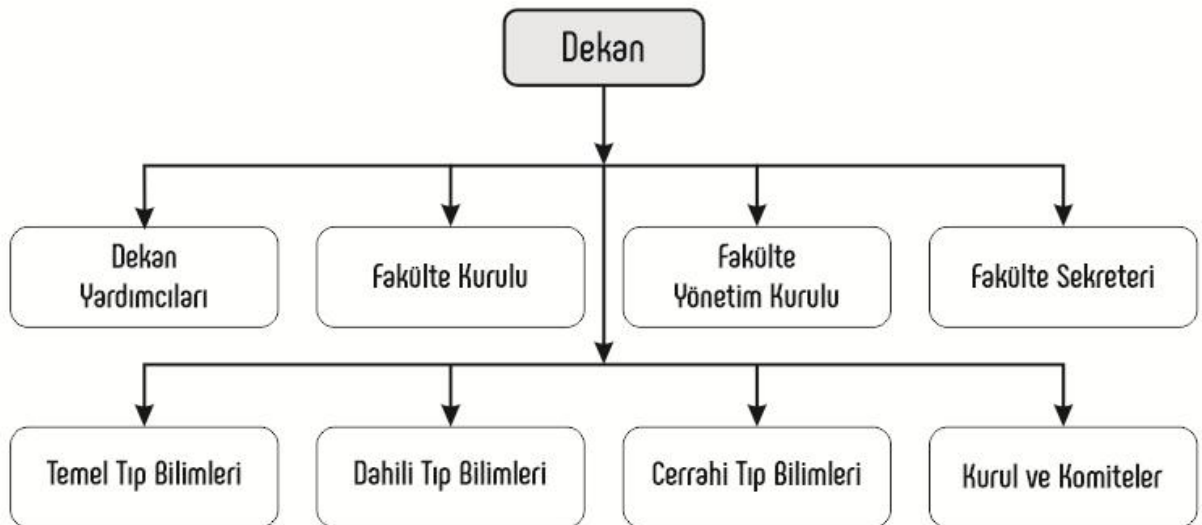 Dekan
Dekan
Yardımcıları
Fakülte Kurulu
Fakülte
Yönetim Kurulu
Fakülte Sekreteri
Temel Tıp Bilimleri
Dahili Tıp Bilimleri
Cerrahi Tıp Bilimleri
Kurul ve Komiteler